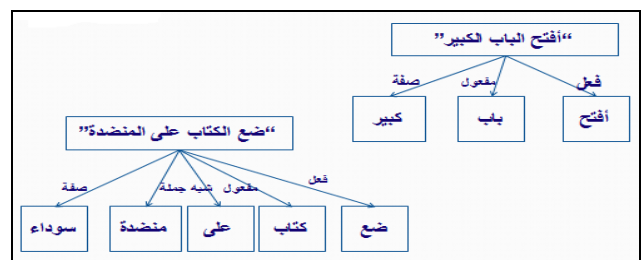 “أفتح الباب الكبير”
فعل
مفعول
صفة
أفتح
باب
كبير
“ضع الكتاب على المنضدة”
فعل
مفعول
شبه جملة
صفة
ضع
كتاب
على
منضدة
سوداء